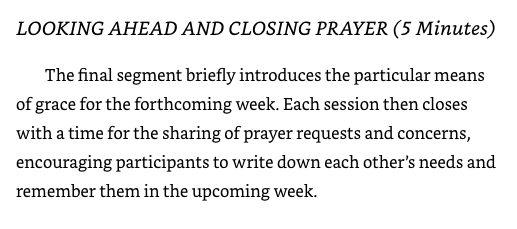 LOOKING AHEAD AND CLOSING PRAYER (5 Minutes)
The final segment briefly introduces the particular means
of grace for the forthcoming week. Each session then closes
with a time for the sharing of prayer requests and concerns,
encouraging participants to write down each other’s needs and
remember them in the upcoming week.